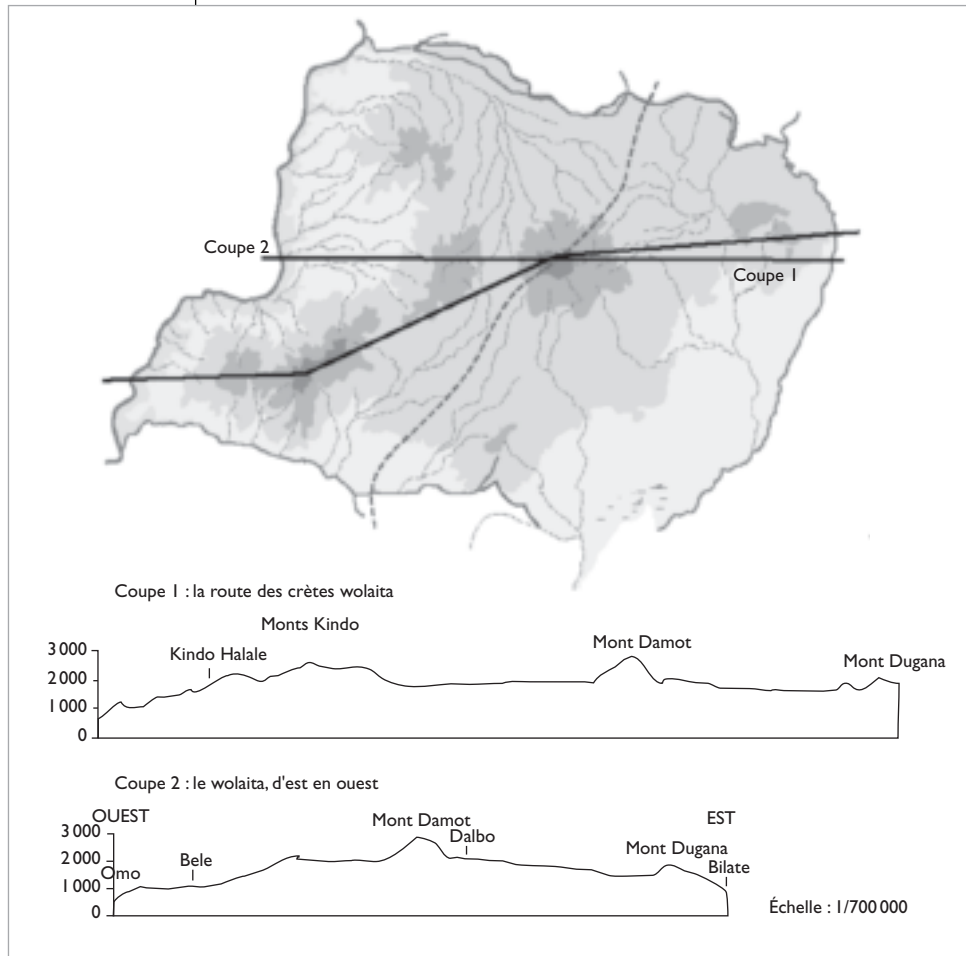 Coupe 2
Coupe 1
Coupe 1 : la route des crètes wolaita
Monts Kindo
3 000
Mont Damot
Kindo Halale
Mont Dugana
2 000
1 000
0
Coupe 2 : le wolaita, d'est en ouest
OUEST
Mont Damot
EST
3 000
Dalbo
Mont Dugana
2 000
Bele
Bilate
Omo
1 000
0
Échelle : 1/700 000